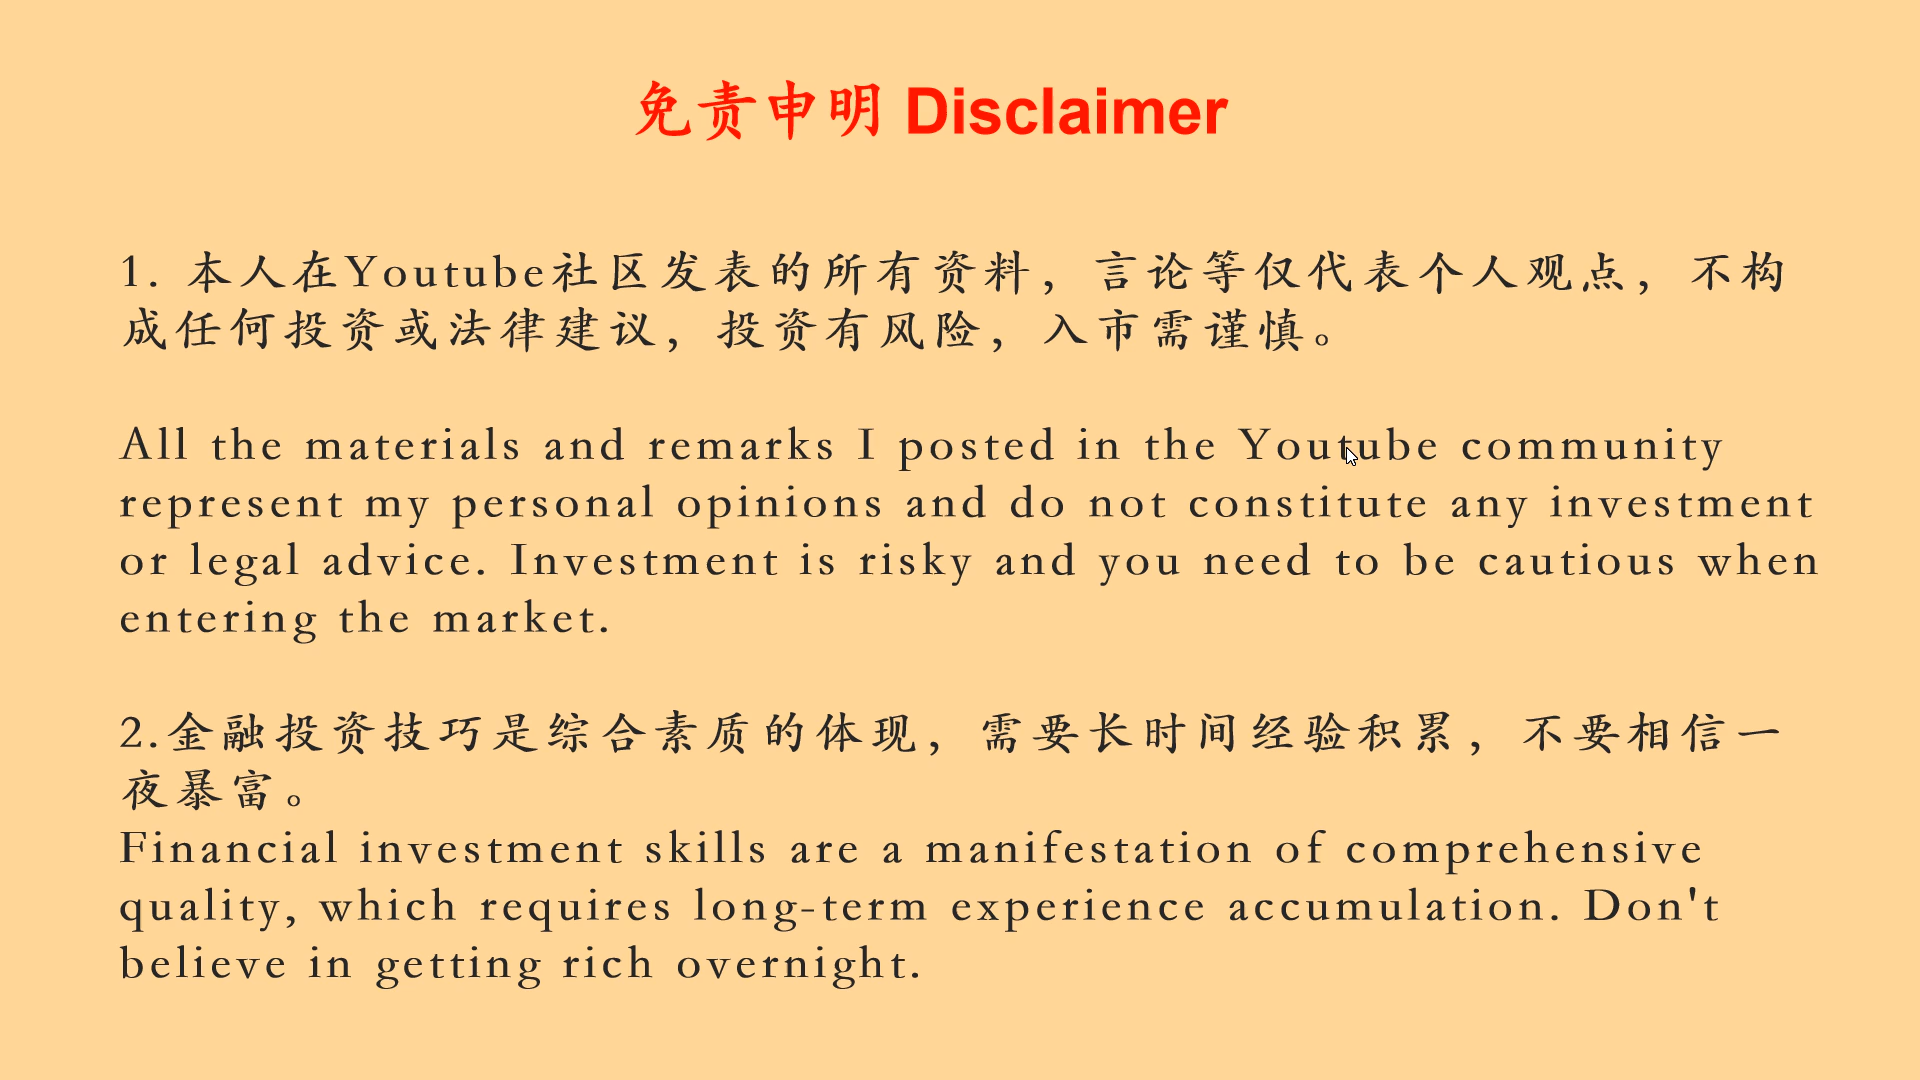 免责申明 Disclaimer
1. 本人在Youtube社区发表的所有资料，言论等仅代表个人观点，不构
成任何投资或法律建议，投资有风险，入市需谨慎。
All the materials and remarks I posted in the Youtube community
represent my personal opinions and do not constitute any investment
or legal advice. Investment is risky and you need to be cautious when
entering the market.
2.金融投资技巧是综合素质的体现，需要长时间经验积累，不要相信一
夜暴富。
Financial investment skills are a manifestation of comprehensive
quality, which requires long-term experience accumulation. Don't
believe in getting rich overnight.